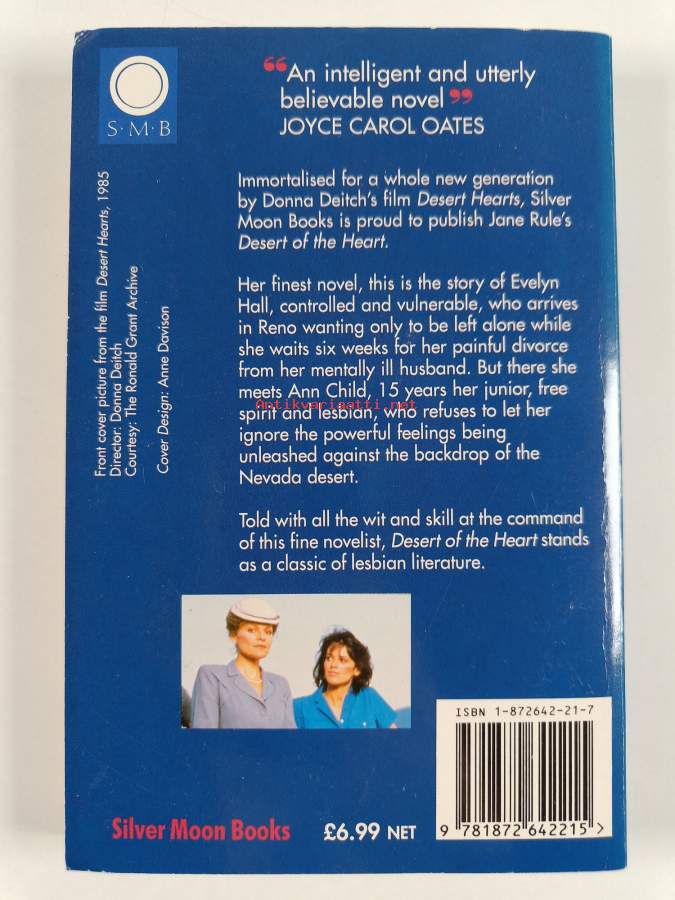 S·M·B
❝An intelligent and utterly
believable novel❞
JOYCE CAROL OATES
Immortalised for a whole new generation
by Donna Deitch's film Desert Hearts, Silver
Moon Books is proud to publish Jane Rule's
Desert of the Heart.
Her finest novel, this is the story of Evelyn
Hall, controlled and vulnerable, who arrives
in Reno wanting only to be left alone while
she waits six weeks for her painful divorce
from her mentally ill husband. But there she
meets Ann Child, 15 years her junior, free
Antikvariaatti.net
spirit and lesbian, who refuses to let her
ignore the powerful feelings being
unleashed against the backdrop of the
Nevada desert.
Told with all the wit and skill at the command
of this fine novelist, Desert of the Heart stands
as a classic of lesbian literature.
Front cover picture from the film Desert Hearts, 1985
Director: Donna Deitch
Courtesy: The Ronald Grant Archive
Cover Design: Anne Davison
Silver Moon Books
£6.99 NET
ISBN 1-872642-21-7
9 781872 642215 >